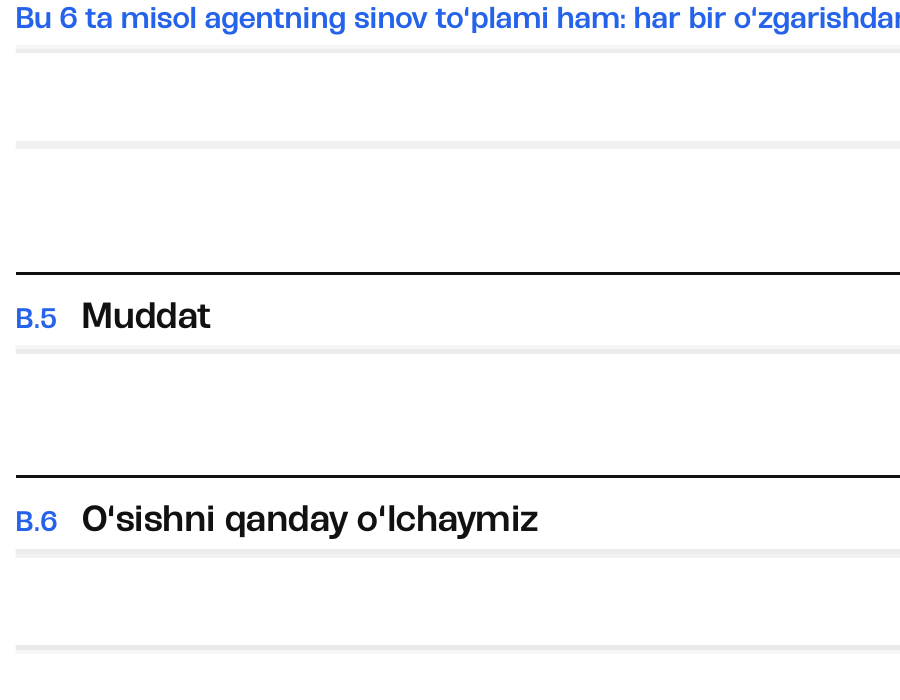 Bu 6 ta misol agentning sinov toʻplami ham: har bir oʻzgarishdan
B.5 Muddat
B.6 Oʻsishni qanday oʻlchaymiz